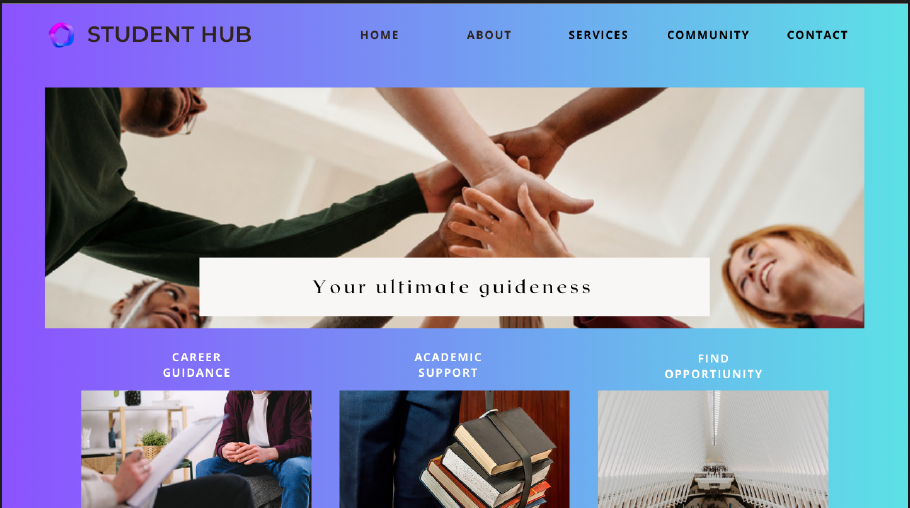 STUDENT HUB
HOME ABOUT SERVICES COMMUNITY CONTACT
Your ultimate guideness
CAREER
GUIDANCE
ACADEMIC
SUPPORT
FIND
OPPORTIUNITY